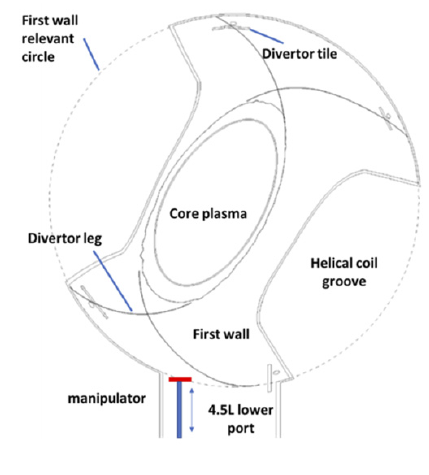 First wall
relevant
circle
Divertor tile
Core plasma
Divertor leg
Helical coil
groove
First wall
manipulator
4.5L lower
port